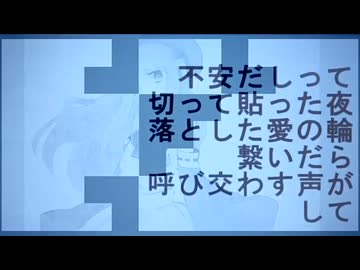 不安だしって
切って貼った夜
落とした愛の輪
繋いだら
呼び交わす声が
して